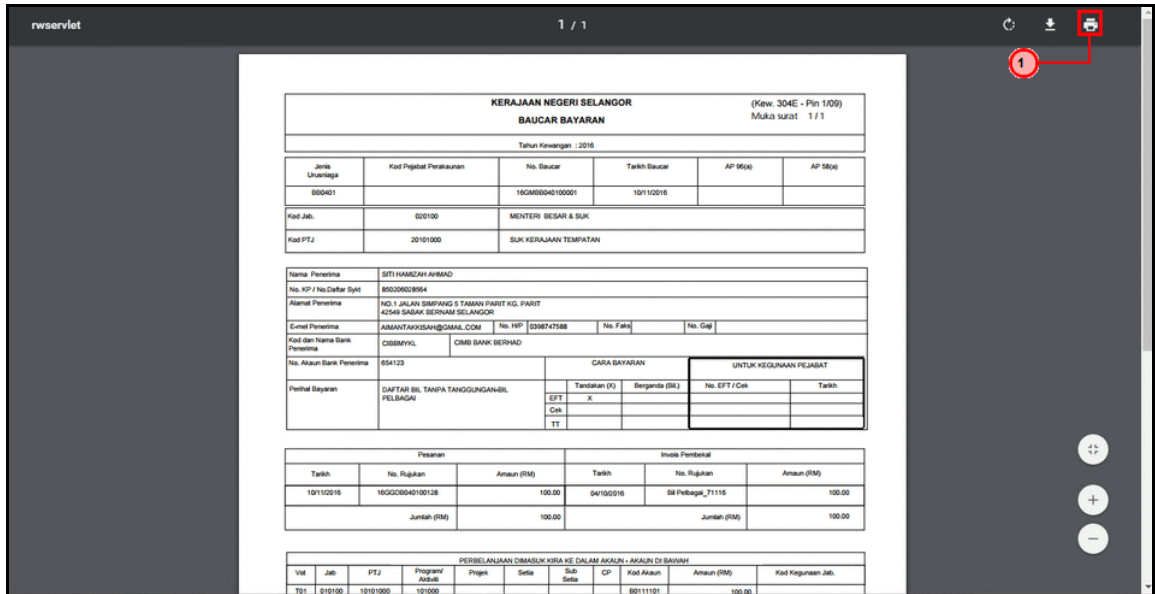 rwservlet 1 / 1
1
KERAJAAN NEGERI SELANGOR (Kew. 304E - Pin 1/09)
BAUCAR BAYARAN Muka surat 1 / 1
Tahun Kewangan : 2016
Jenis Urusniaga Kod Pejabat Perakaunan No. Baucar Tarikh Baucar AP 96(a) AP 58(a)
BB0401 16GMBB040100001 10/11/2016
Kod Jab. 020100 MENTERI BESAR & SUK
Kod PTJ 20101000 SUK KERAJAAN TEMPATAN
Nama Penerima SITI HAMIZAH AHMAD
No. KP / No.Daftar Sykt 850206028564
Alamat Penerima NO.1 JALAN SIMPANG 5 TAMAN PARIT KG. PARIT
42549 SABAK BERNAM SELANGOR
E-mel Penerima AIMANTAKKISAH@GMAIL.COM No. H/P 0398747588 No. Faks No. Gaji
Kod dan Nama Bank Penerima CIBBMYKL CIMB BANK BERHAD
No. Akaun Bank Penerima 654123 CARA BAYARAN UNTUK KEGUNAAN PEJABAT
Perihal Bayaran DAFTAR BIL TANPA TANGGUNGAN-BIL PELBAGAI Tandakan (X) Berganda (BIL) No. EFT / Cek Tarikh
EFT X
Cek
TT
Pesanan Invois Pembekal
Tarikh No. Rujukan Amaun (RM) Tarikh No. Rujukan Amaun (RM)
10/11/2016 16GGDB040100128 100.00 04/10/2016 Bil Pelbagai_71116 100.00
Jumlah (RM) 100.00 Jumlah (RM) 100.00
PERBELANJAAN DIMASUK KIRA KE DALAM AKAUN - AKAUN DI BAWAH
Vot Jab PTJ Program/ Aktiviti Projek Setia Sub Setia CP Kod Akaun Amaun (RM) Kod Kegunaan Jab.
T01 010100 10101000 101000 B0111101 100.00